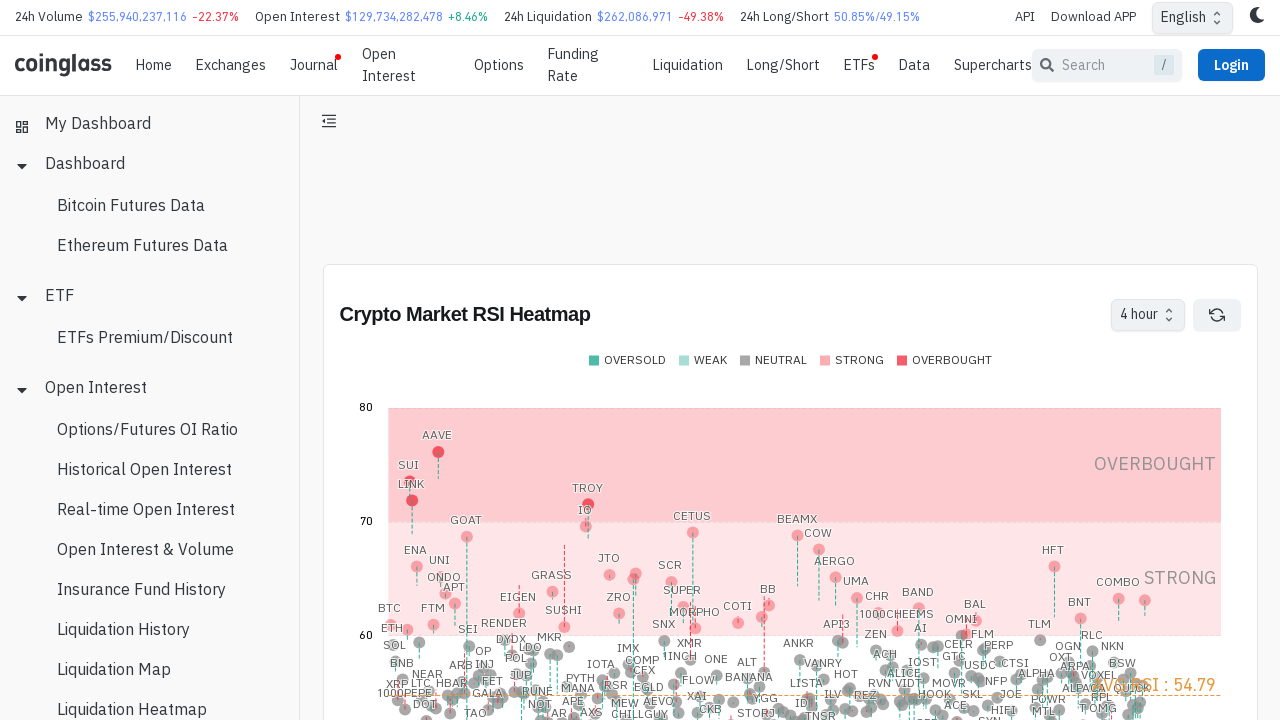 24h Volume $255,940,237,116 -22.37% Open Interest $129,734,282,478 +8.46% 24h Liquidation $262,086,971 -49.38% 24h Long/Short 50.85%/49.15% API Download APP English
coinglass Home Exchanges Journal Open Interest Options Funding Rate Liquidation Long/Short ETFs Data Supercharts Search / Login
My Dashboard
Dashboard
Bitcoin Futures Data
Ethereum Futures Data
ETF
ETFs Premium/Discount
Open Interest
Options/Futures OI Ratio
Historical Open Interest
Real-time Open Interest
Open Interest & Volume
Insurance Fund History
Liquidation History
Liquidation Map
Liquidation Heatmap
Crypto Market RSI Heatmap 4 hour
OVERSOLD WEAK NEUTRAL STRONG OVERBOUGHT
80
AAVE
SUI
OVERBOUGHT
LINK
TROY
IO
CETUS
BEAMX
GOAT
70
COW
ENA
HFT
UNI
JTO
AERGO
SCR
ONDO
GRASS
STRONG
COMBO
UMA
APT
SUPER
BB
BAND
CHR
EIGEN
ZRO
BNT
BTC
FTM
SUSHI
MORPHO
COTI
BAL
1000CHEEMS
OMNI
RENDER
SNX
API3
TLM
ETH
SEI
AI
60
ZEN
FLM
RLC
DYDX
MKR
XMR
ANKR
SOL
OP
LDO
IMX
CELR
PERP
OGN
NKN
POL
COMP
1INCH
ONE
ALT
ACH
GTC
OXT
BNB
ARB
INJ
IOTA
VANRY
IOST
USDC
CTSI
ARPA
BSW
NEAR
JUP
PYTH
CFX
FLOW
BANANA
HOT
ALICE
ALPHA
VOXEL
XRP
LTC
HBAR
FET
RSR
EGLD
LISTA
RVN
VIDT
MOVR
NFP
ALPACA
QUICK
AVG RSI : 54.79
1000PEPE
GALA
RUNE
MANA
XAI
YGG
ILV
REZ
HOOK
SKL
JOE
POWR
RPL
DOT
NOT
APE
MEW
AEVO
ID
ACE
TAO
AR
AXS
CHILLGUY
CKB
STORJ
TNSR
HIFI
MTL
TOMG